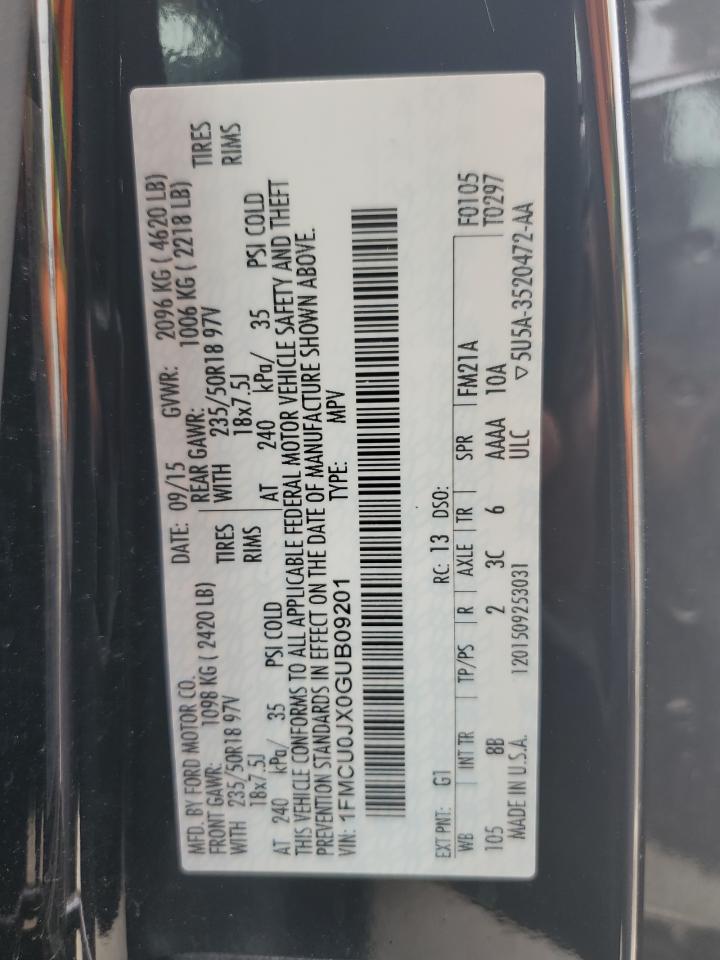 MFD. BY FORD MOTOR CO.
DATE: 09/15 GVWR: 2096 KG ( 4620 LB)
FRONT GAWR: 1098 KG ( 2420 LB) REAR GAWR: 1006 KG ( 2218 LB)
WITH 235/50R18 97V TIRES WITH 235/50R18 97V TIRES
18x7.5J RIMS 18x7.5J RIMS
AT 240 kPa/ 35 PSI COLD AT 240 kPa/ 35 PSI COLD
THIS VEHICLE CONFORMS TO ALL APPLICABLE FEDERAL MOTOR VEHICLE SAFETY AND THEFT
PREVENTION STANDARDS IN EFFECT ON THE DATE OF MANUFACTURE SHOWN ABOVE.
VIN: 1FMCU0JX0GUB09201 TYPE: MPV
EXT PNT: G1 RC: 13 DSO:
WB INT TR TP/PS R AXLE TR SPR FM21A F0105
105 8B 2 3C 6 AAAA 10A T0297
MADE IN U.S.A. 1201509253031 ULC ▽5U5A-3520472-AA